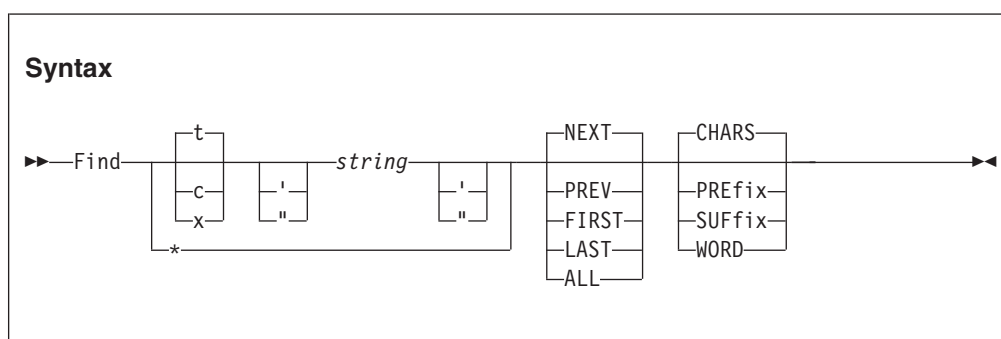 Syntax
t NEXT CHARS
►►—Find string ►◄
c ' ' PREV PREfix
x " " FIRST SUFfix
* LAST WORD
ALL